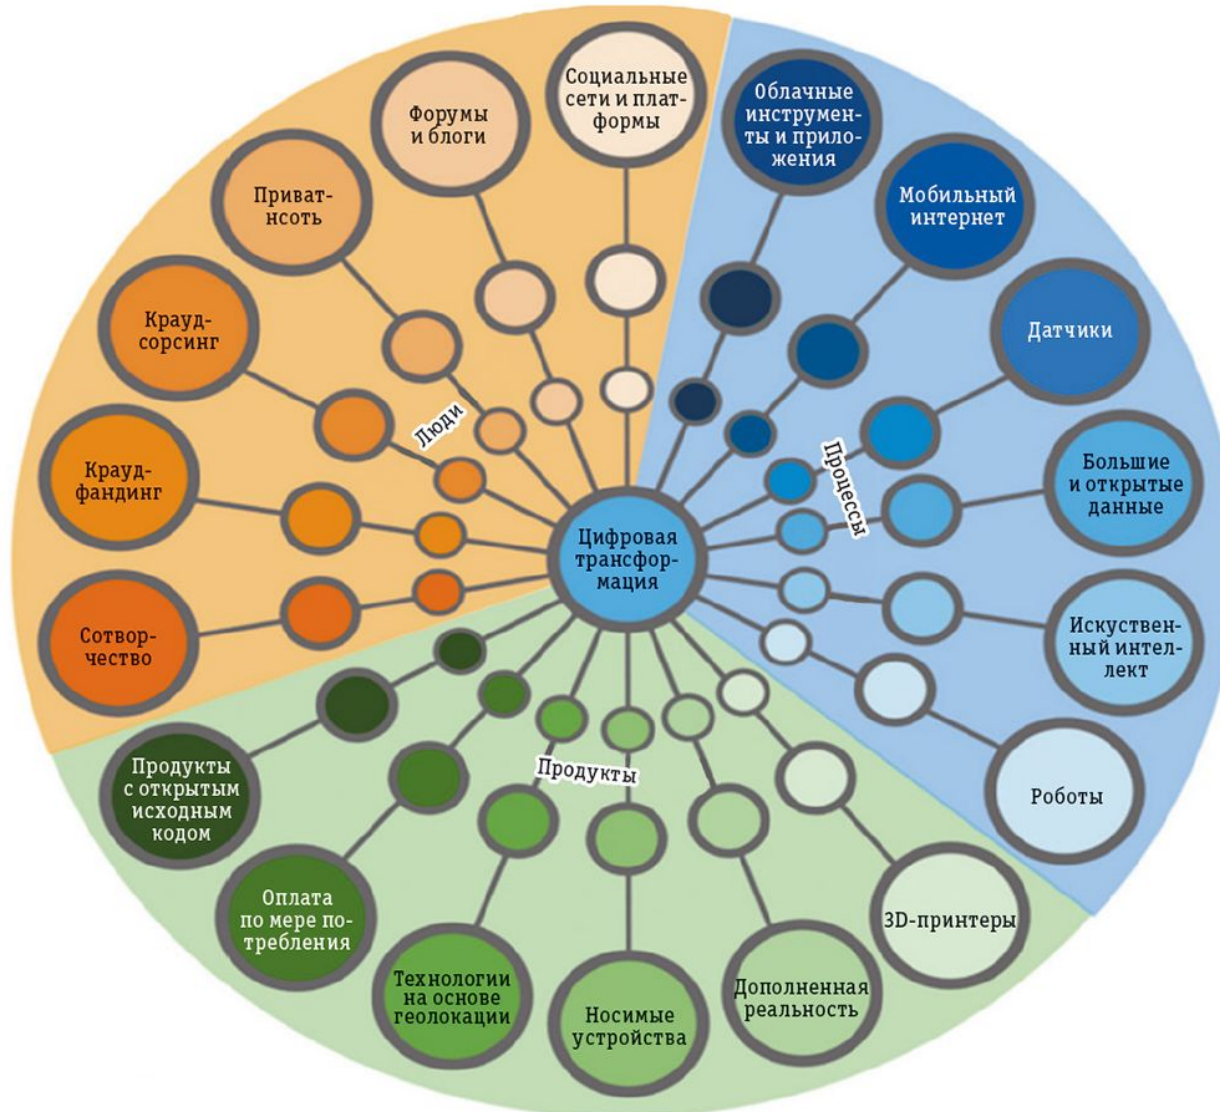 Социальные
сети и плат-
формы
Облачные
инструмен-
ты и прило-
жения
Мобильный
интернет
Датчики
Большие
и открытые
данные
Искуствен-
ный интел-
лект
Роботы
3D-принтеры
Дополненная
реальность
Носимые
устройства
Технологии
на основе
геолокации
Оплата
по мере по-
требления
Продукты
с открытым
исходным
кодом
Сотвор-
чество
Крауд-
фандинг
Крауд-
сорсинг
Приват-
нсоть
Форумы
и блоги
Люди
Процессы
Продукты
Цифровая
трансфор-
мация